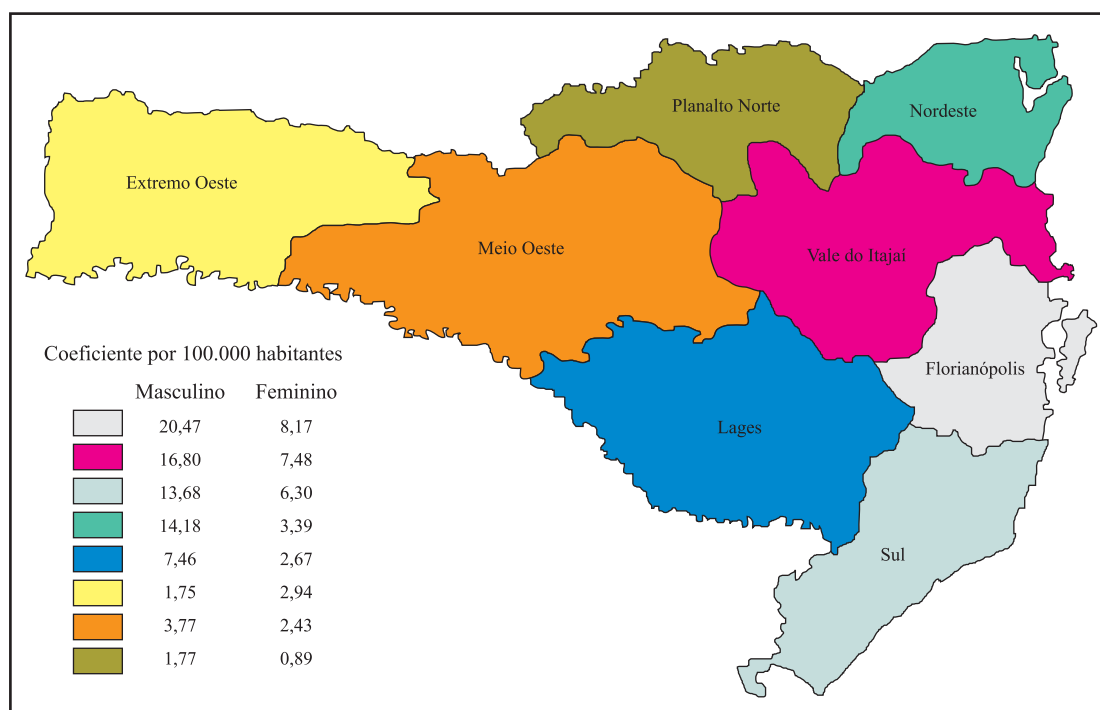 Planalto Norte
Nordeste
Extremo Oeste
Meio Oeste
Vale do Itajaí
Florianópolis
Lages
Sul
Coeficiente por 100.000 habitantes
Masculino Feminino
20,47 8,17
16,80 7,48
13,68 6,30
14,18 3,39
7,46 2,67
1,75 2,94
3,77 2,43
1,77 0,89